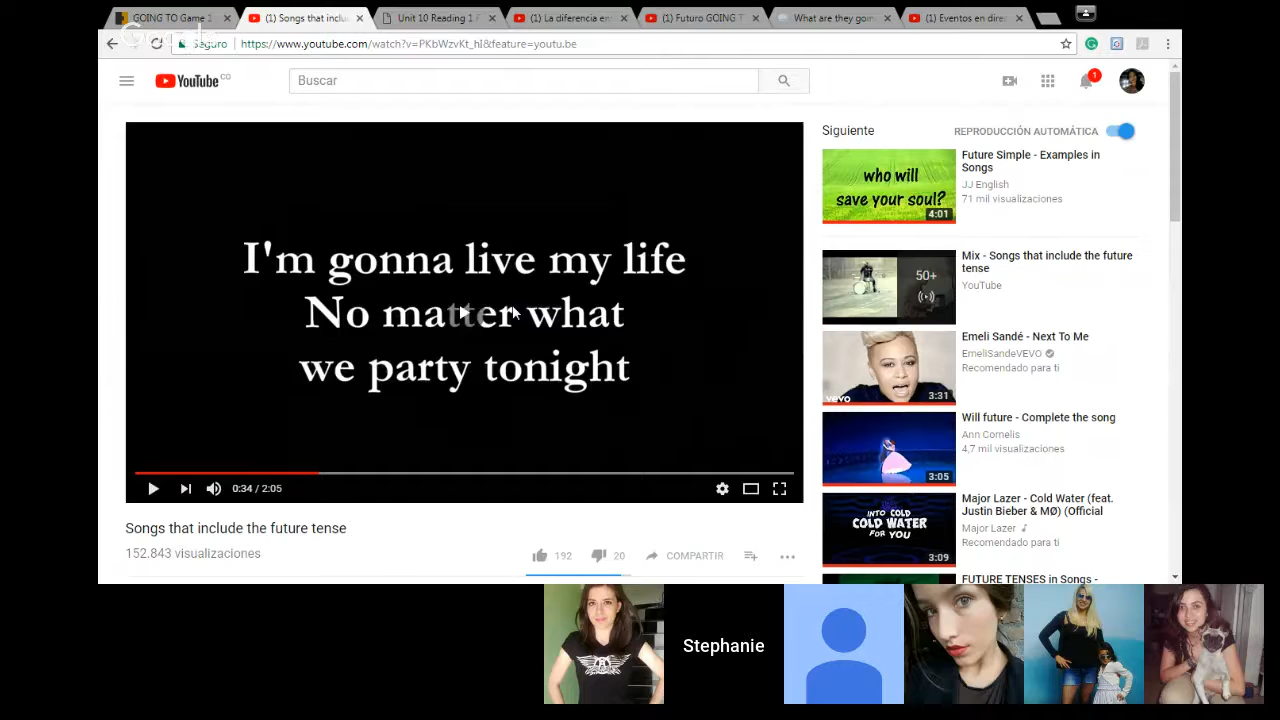 GOING TO Game 1
(1) Songs that inclu
Unit 10 Reading 1 F
(1) La diferencia en
(1) Futuro GOING T
What are they gon
(1) Eventos en direc
Seguro
https://www.youtube.com/watch?v=PKbWzvKt_hI&feature=youtu.be
YouTube CO
Buscar
1
I'm gonna live my life
No matter what
we party tonight
0:34 / 2:05
Songs that include the future tense
152.843 visualizaciones
192
20
COMPARTIR
Siguiente
REPRODUCCIÓN AUTOMÁTICA
who will
save your soul?
4:01
Future Simple - Examples in
Songs
JJ English
71 mil visualizaciones
50+
Mix - Songs that include the future
tense
YouTube
vevo
3:31
Emeli Sandé - Next To Me
EmeliSandeVEVO
Recomendado para ti
3:05
Will future - Complete the song
Ann Cornelis
4,7 mil visualizaciones
INTO COLD
COLD WATER
FOR YOU
3:09
Major Lazer - Cold Water (feat.
Justin Bieber & MØ) (Official
Major Lazer
Recomendado para ti
FUTURE TENSES in Songs -
Stephanie